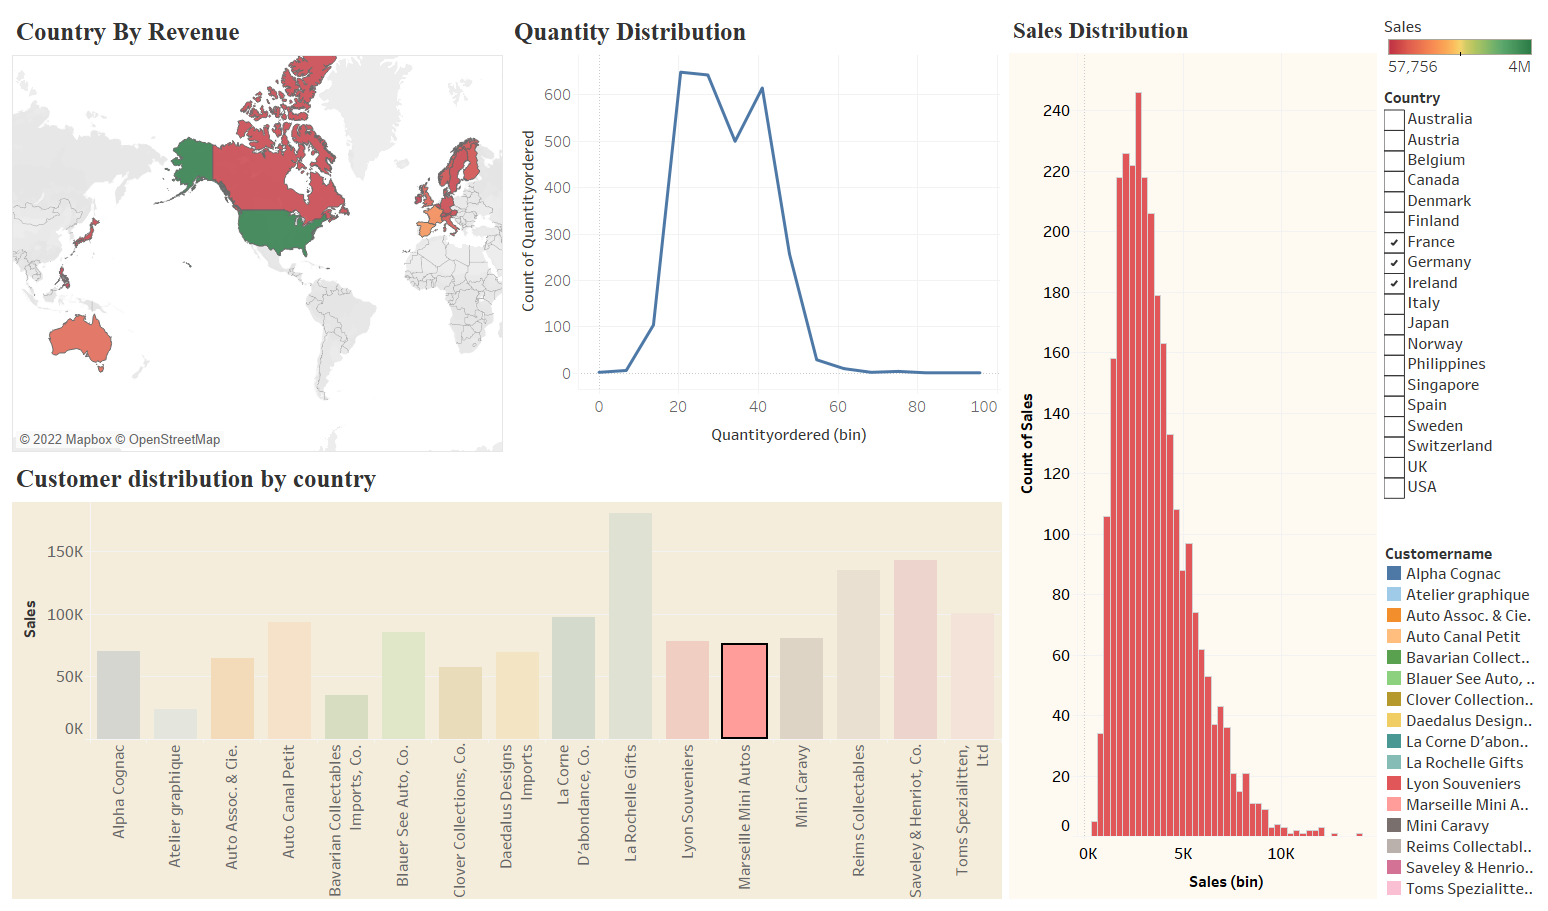 Country By Revenue
© 2022 Mapbox © OpenStreetMap
Quantity Distribution
Count of Quantityordered
600
500
400
300
200
100
0
0 20 40 60 80 100
Quantityordered (bin)
Customer distribution by country
Sales
150K
100K
50K
0K
Alpha Cognac
Atelier graphique
Auto Assoc. & Cie.
Auto Canal Petit
Bavarian Collectables
Imports, Co.
Blauer See Auto, Co.
Clover Collections, Co.
Daedalus Designs
Imports
La Corne
D'abondance, Co.
La Rochelle Gifts
Lyon Souveniers
Marseille Mini Autos
Mini Caravy
Reims Collectables
Saveley & Henriot, Co.
Toms Spezialitten,
Ltd
Sales Distribution
Count of Sales
240
220
200
180
160
140
120
100
80
60
40
20
0
0K 5K 10K
Sales (bin)
Sales
57,756 4M
Country
Australia
Austria
Belgium
Canada
Denmark
Finland
France
Germany
Ireland
Italy
Japan
Norway
Philippines
Singapore
Spain
Sweden
Switzerland
UK
USA
Customername
Alpha Cognac
Atelier graphique
Auto Assoc. & Cie.
Auto Canal Petit
Bavarian Collect..
Blauer See Auto, ..
Clover Collection..
Daedalus Design..
La Corne D'abon..
La Rochelle Gifts
Lyon Souveniers
Marseille Mini A..
Mini Caravy
Reims Collectabl..
Saveley & Henrio..
Toms Spezialitte..